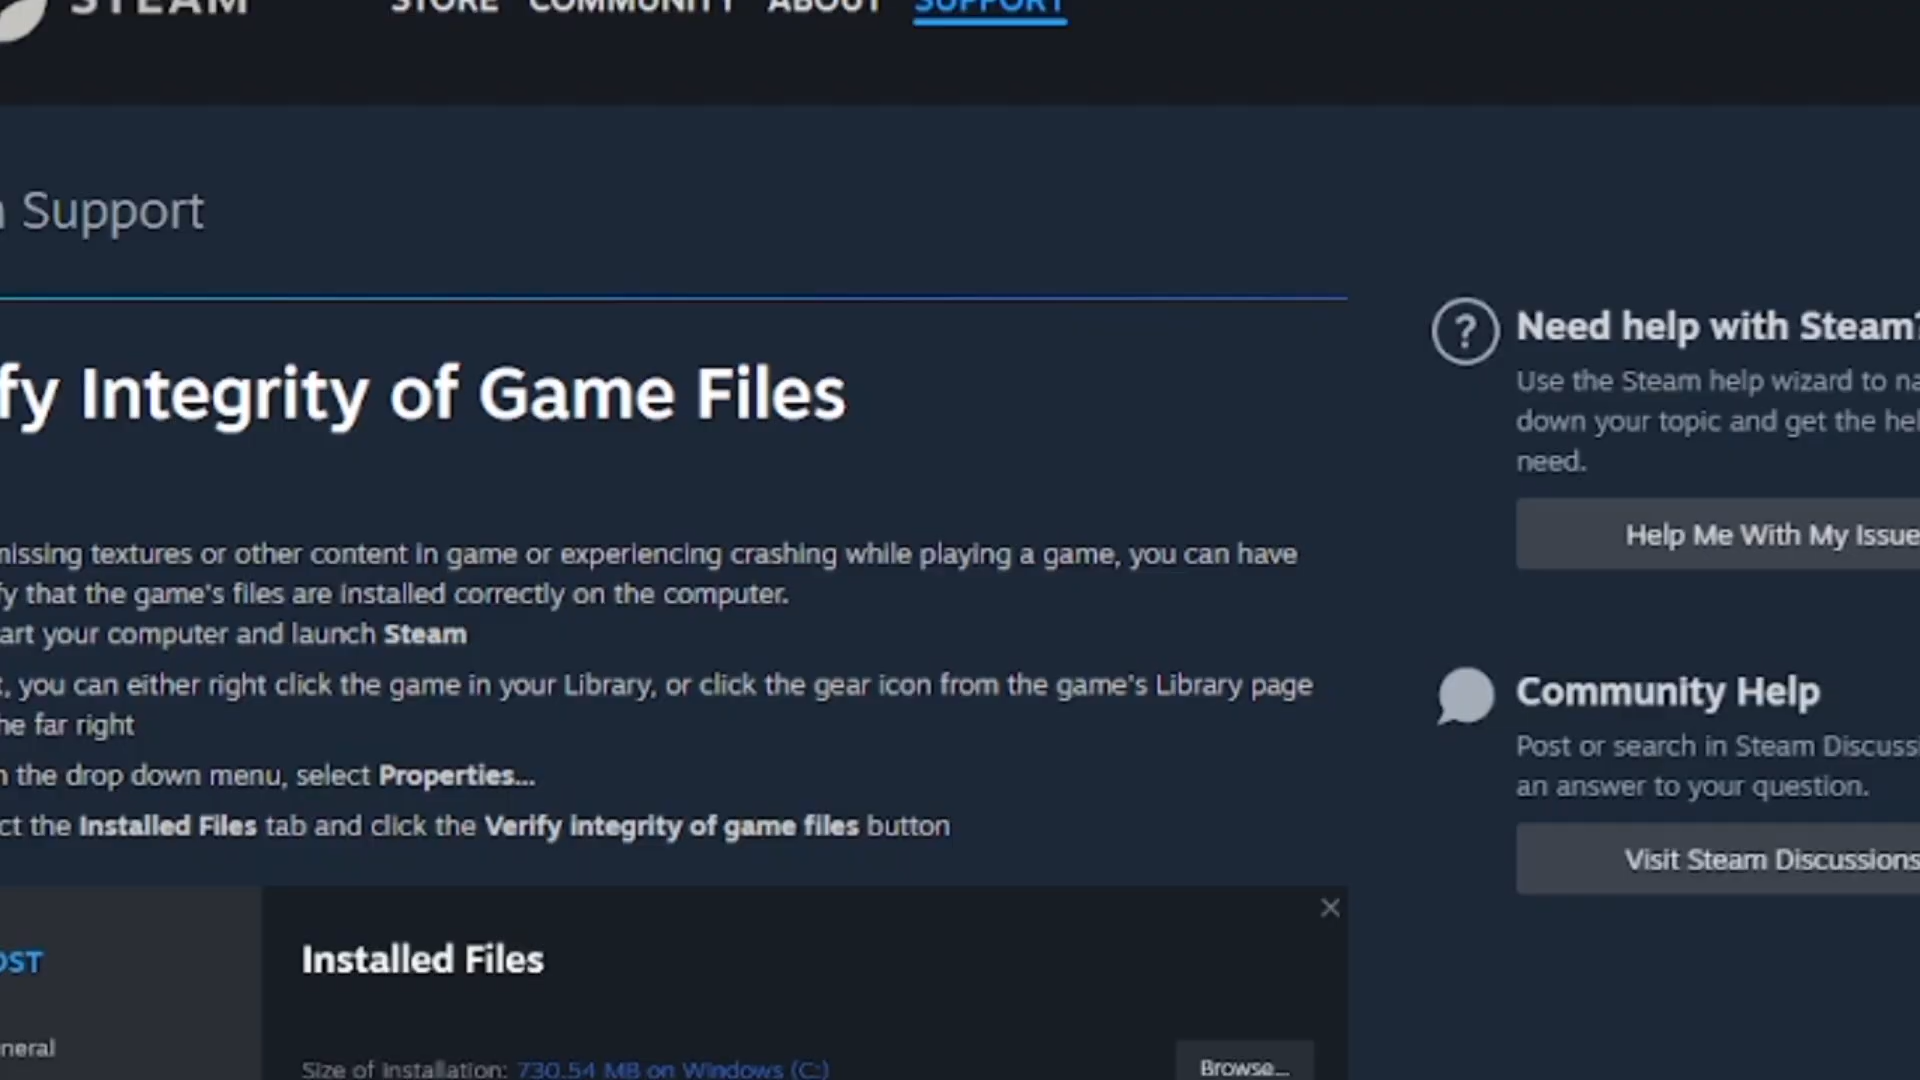 STEAM STORE COMMUNITY ABOUT SUPPORT
Support
Integrity of Game Files
missing textures or other content in game or experiencing crashing while playing a game, you can have
fy that the game's files are installed correctly on the computer.
art your computer and launch Steam
, you can either right click the game in your Library, or click the gear icon from the game's Library page
he far right
the drop down menu, select Properties...
ct the Installed Files tab and click the Verify integrity of game files button
OST
neral
Installed Files
Size of Installation: 730.54 MB on Windows (C:)
Browse...
Need help with Steam?
Use the Steam help wizard to na
down your topic and get the hel
need.
Help Me With My Issue
Community Help
Post or search in Steam Discussi
an answer to your question.
Visit Steam Discussions